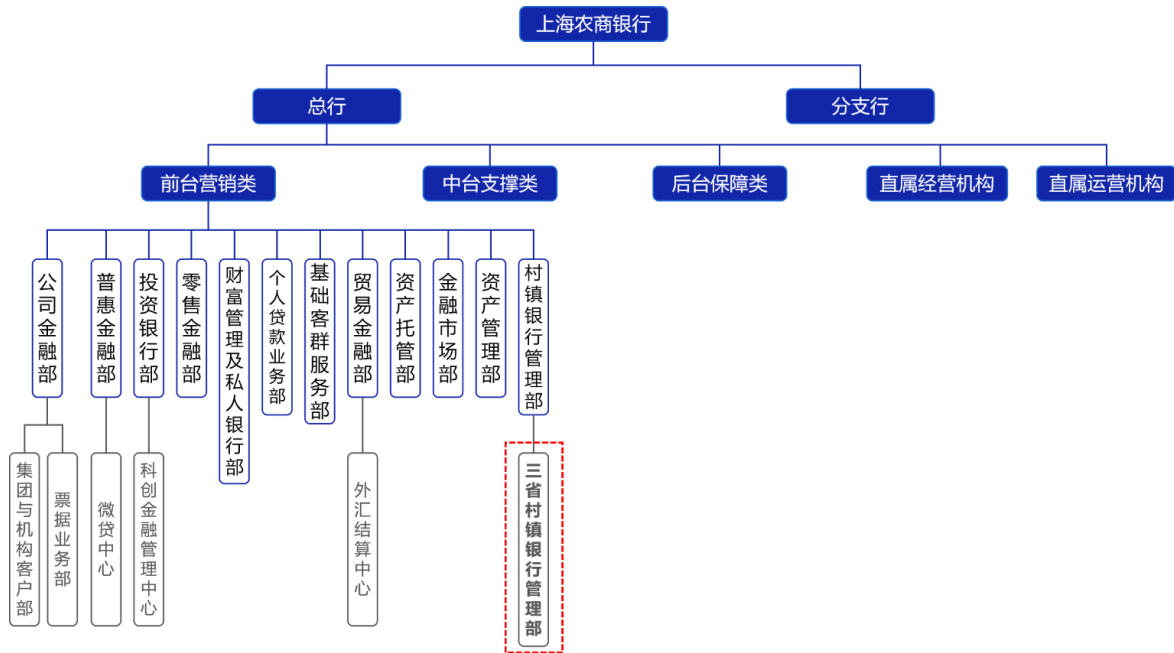 上海农商银行
总行
分支行
前台营销类
中台支撑类
后台保障类
直属经营机构
直属运营机构
公司金融部
普惠金融部
投资银行部
零售金融部
财富管理及私人银行部
个人贷款业务部
基础客群服务部
贸易金融部
资产托管部
金融市场部
资产管理部
村镇银行管理部
集团与机构客户部
票据业务部
微贷中心
科创金融管理中心
外汇结算中心
三省村镇银行管理部